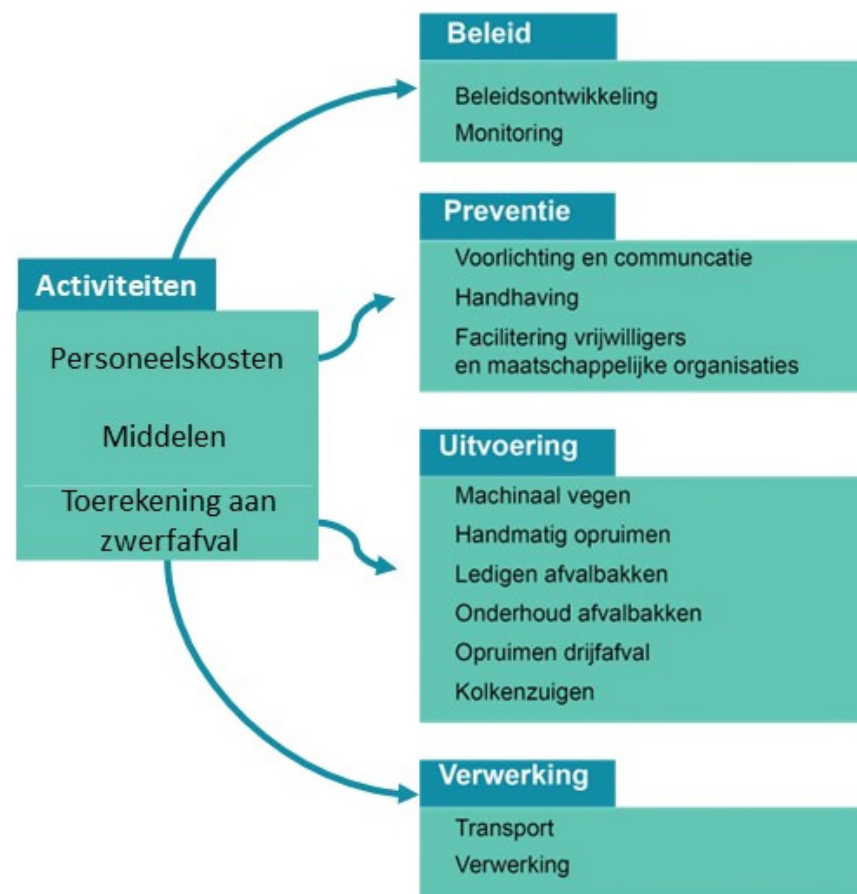 Beleid
Beleidsontwikkeling
Monitoring
Preventie
Voorlichting en communcatie
Handhaving
Facilitering vrijwilligers
en maatschappelijke organisaties
Activiteiten
Personeelskosten
Middelen
Toerekening aan
zwerfafval
Uitvoering
Machinaal vegen
Handmatig opruimen
Ledigen afvalbakken
Onderhoud afvalbakken
Opruimen drijfafval
Kolkenzuigen
Verwerking
Transport
Verwerking